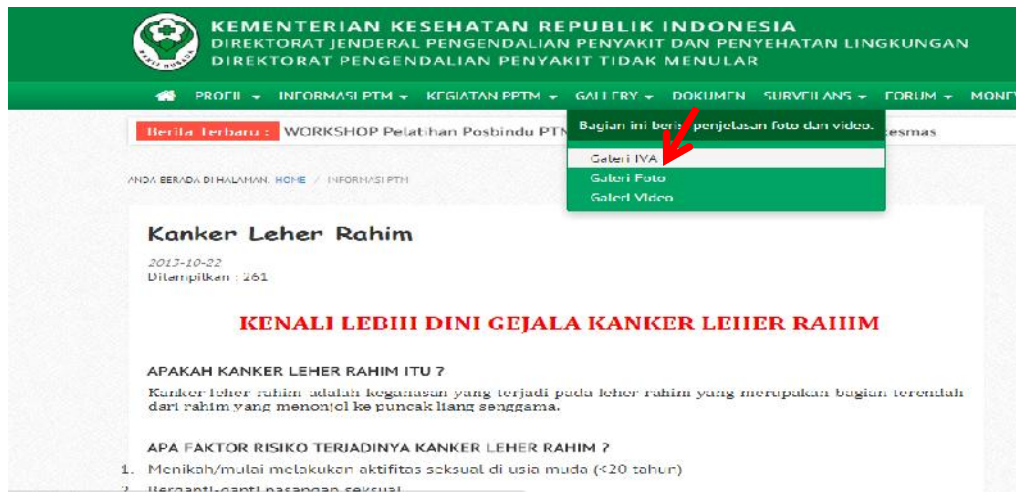 KEMENTERIAN KESEHATAN REPUBLIK INDONESIA
DIREKTORAT JENDERAL PENGENDALIAN PENYAKIT DAN PENYEHATAN LINGKUNGAN
DIREKTORAT PENGENDALIAN PENYAKIT TIDAK MENULAR
PROFIL INFORMASI PTM KEGIATAN PPTM GALLERY DOKUMEN SURVEILANS FORUM MONEV
Berita Terbaru : WORKSHOP Pelatihan Posbindu PTM esmas
Bagian ini berisi penjelasan foto dan video.
Galeri IVA
Galeri Foto
Galeri Video
ANDA BERADA DI HALAMAN: HOME / INFORMASI PTM
Kanker Leher Rahim
2013-10-22
Ditampilkan : 261
KENALI LEBIH DINI GEJALA KANKER LEHER RAHIM
APAKAH KANKER LEHER RAHIM ITU ?
Kanker leher rahim adalah keganasan yang terjadi pada leher rahim yang merupakan bagian terendah
dari rahim yang menonjol ke puncak liang senggama.
APA FAKTOR RISIKO TERJADINYA KANKER LEHER RAHIM ?
1. Menikah/mulai melakukan aktifitas seksual di usia muda (<20 tahun)
2. Berganti-ganti pasangan seksual